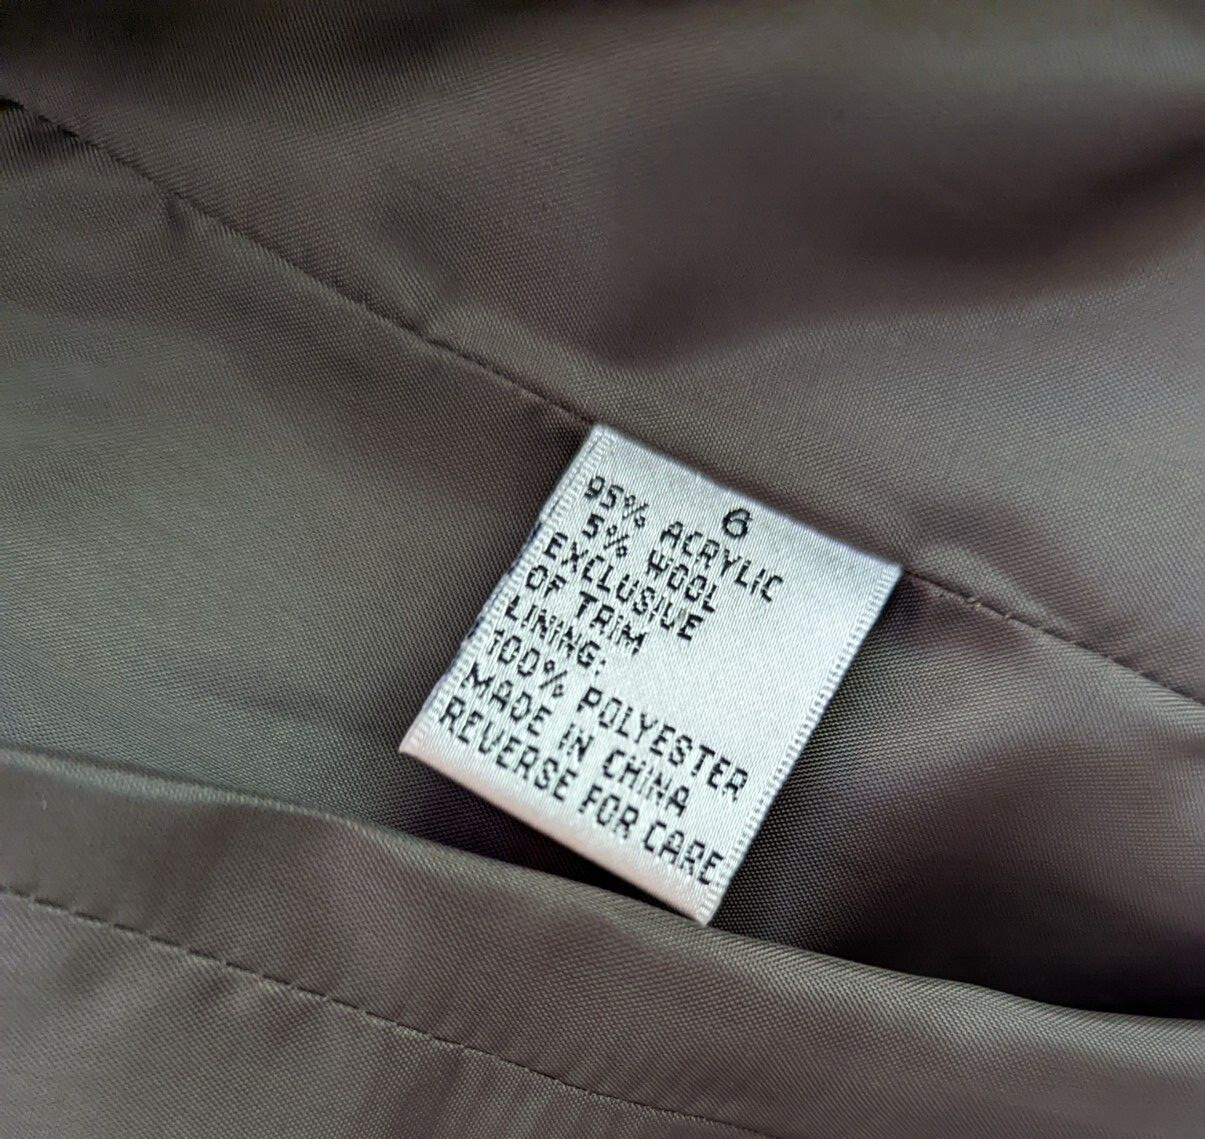 6
95% ACRYLIC
5% WOOL
EXCLUSIVE
OF TRIM
LINING:
100% POLYESTER
MADE IN CHINA
REVERSE FOR CARE